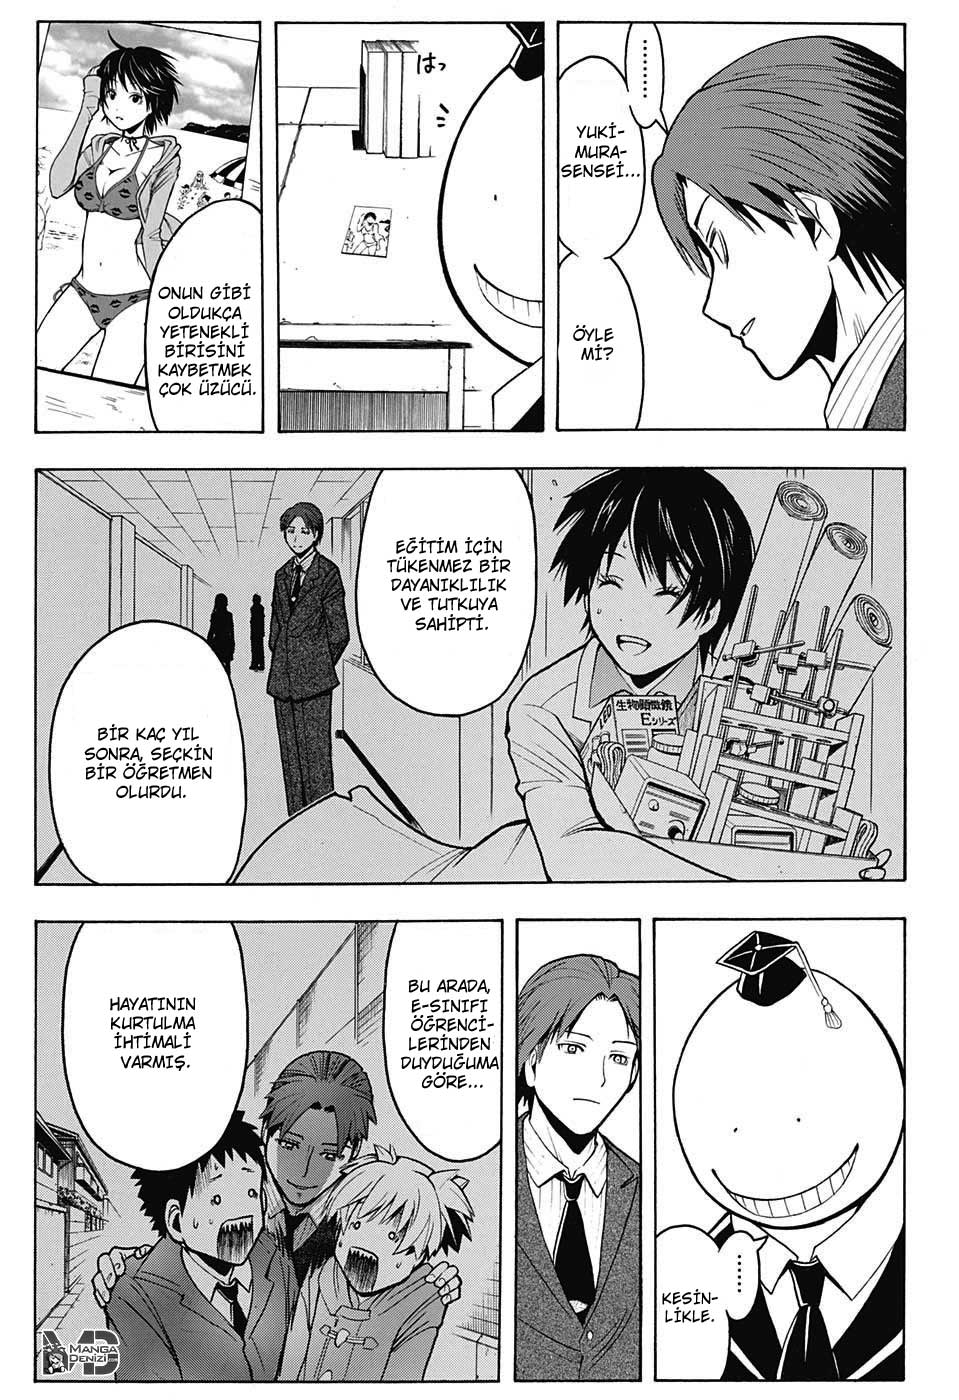 ......
YUKI-
MURA-
SENSEİ...
ÖYLE
Mİ?
はっ
ONUN GİBİ
OLDUKÇA
YETENEKLİ
BİRİSİNİ
KAYBETMEK
ÇOK ÜZÜCÜ.
EĞİTİM İÇİN
TÜKENMEZ BİR
DAYANIKLILIK
VE TUTKUYA
SAHİPTİ.
生物顕微鏡
Eシリーズ
LED
BİR KAÇ YIL
SONRA, SEÇKİN
BİR ÖĞRETMEN
OLURDU.
......
KESİN-
LİKLE.
BU ARADA,
E-SINIFI
ÖĞRENCİ-
LERİNDEN
DUYDUĞUMA
GÖRE...
HAYATININ
KURTULMA
İHTİMALİ
VARMIŞ.
MD
MANGA
DENİZİ